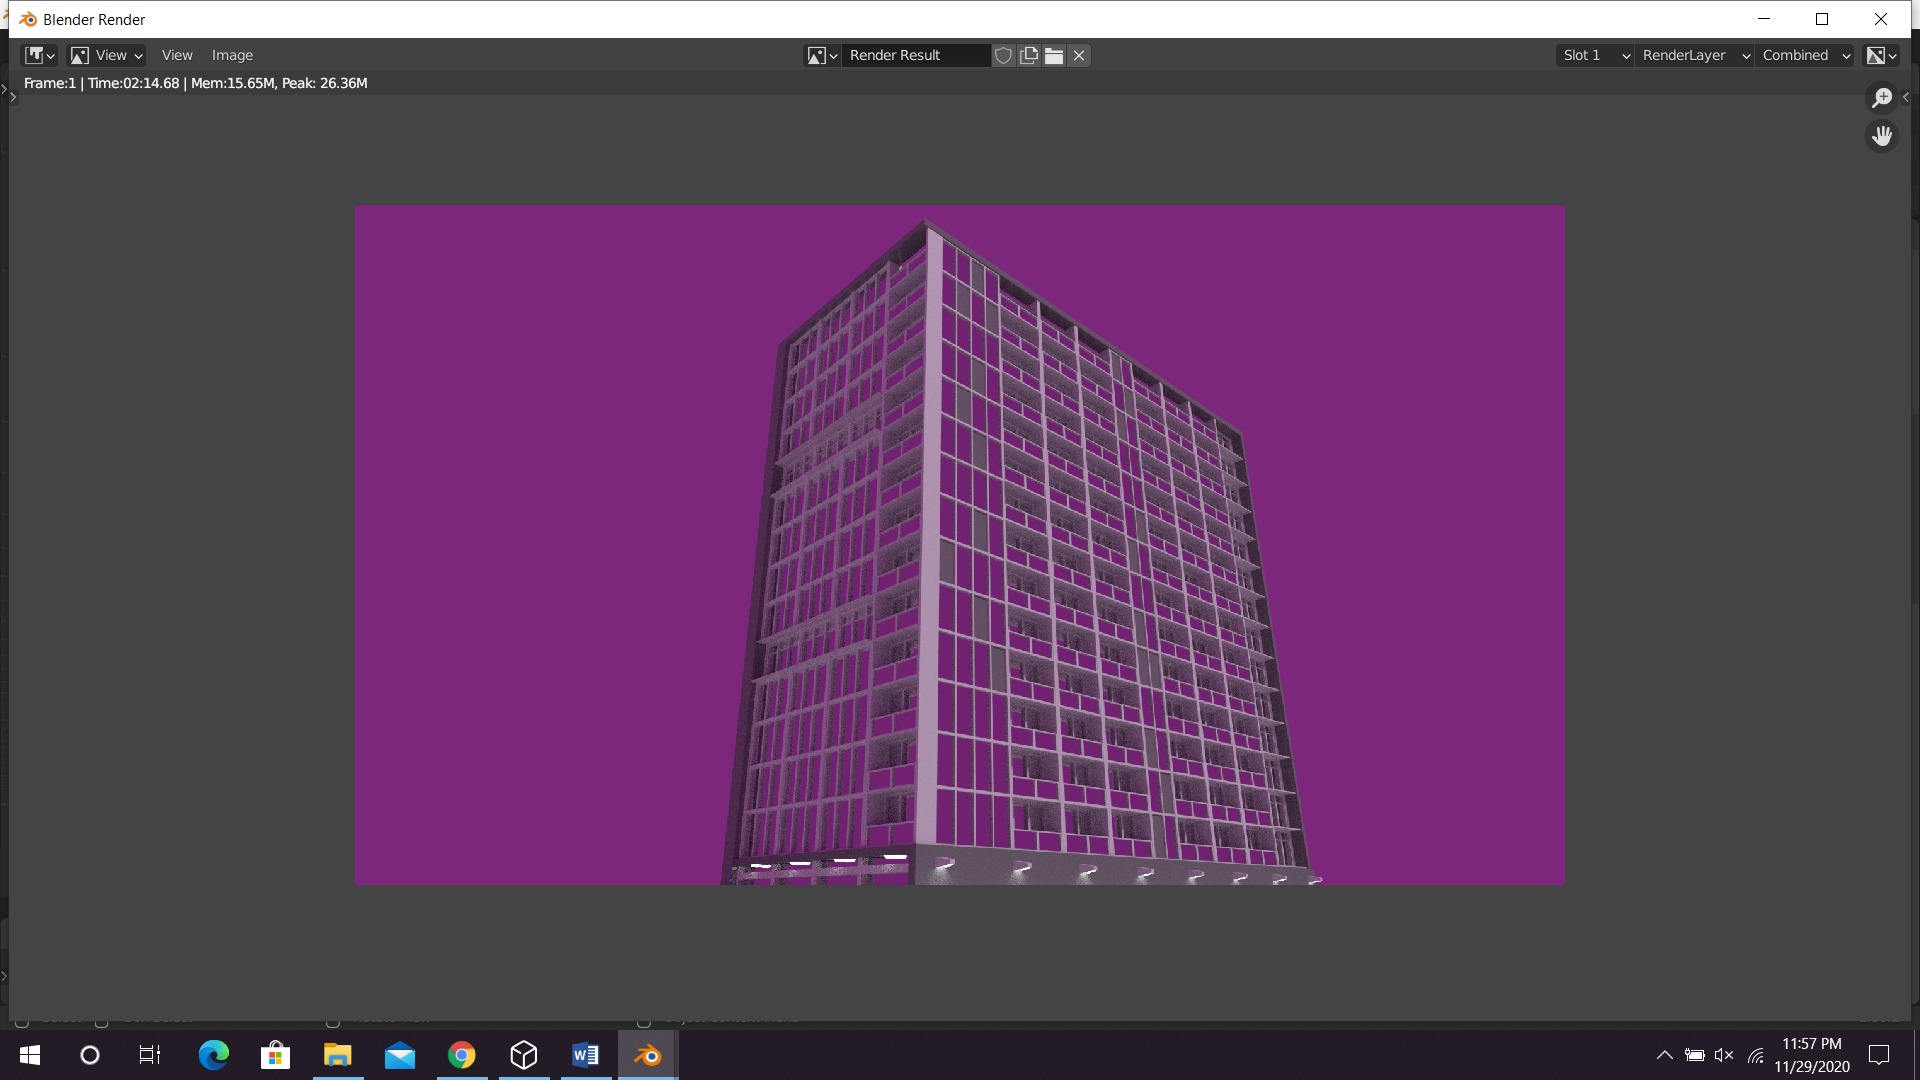 Blender Render
View View Image Render Result Slot 1 RenderLayer Combined
Frame:1 | Time:02:14.68 | Mem:15.65M, Peak: 26.36M
11:57 PM
11/29/2020